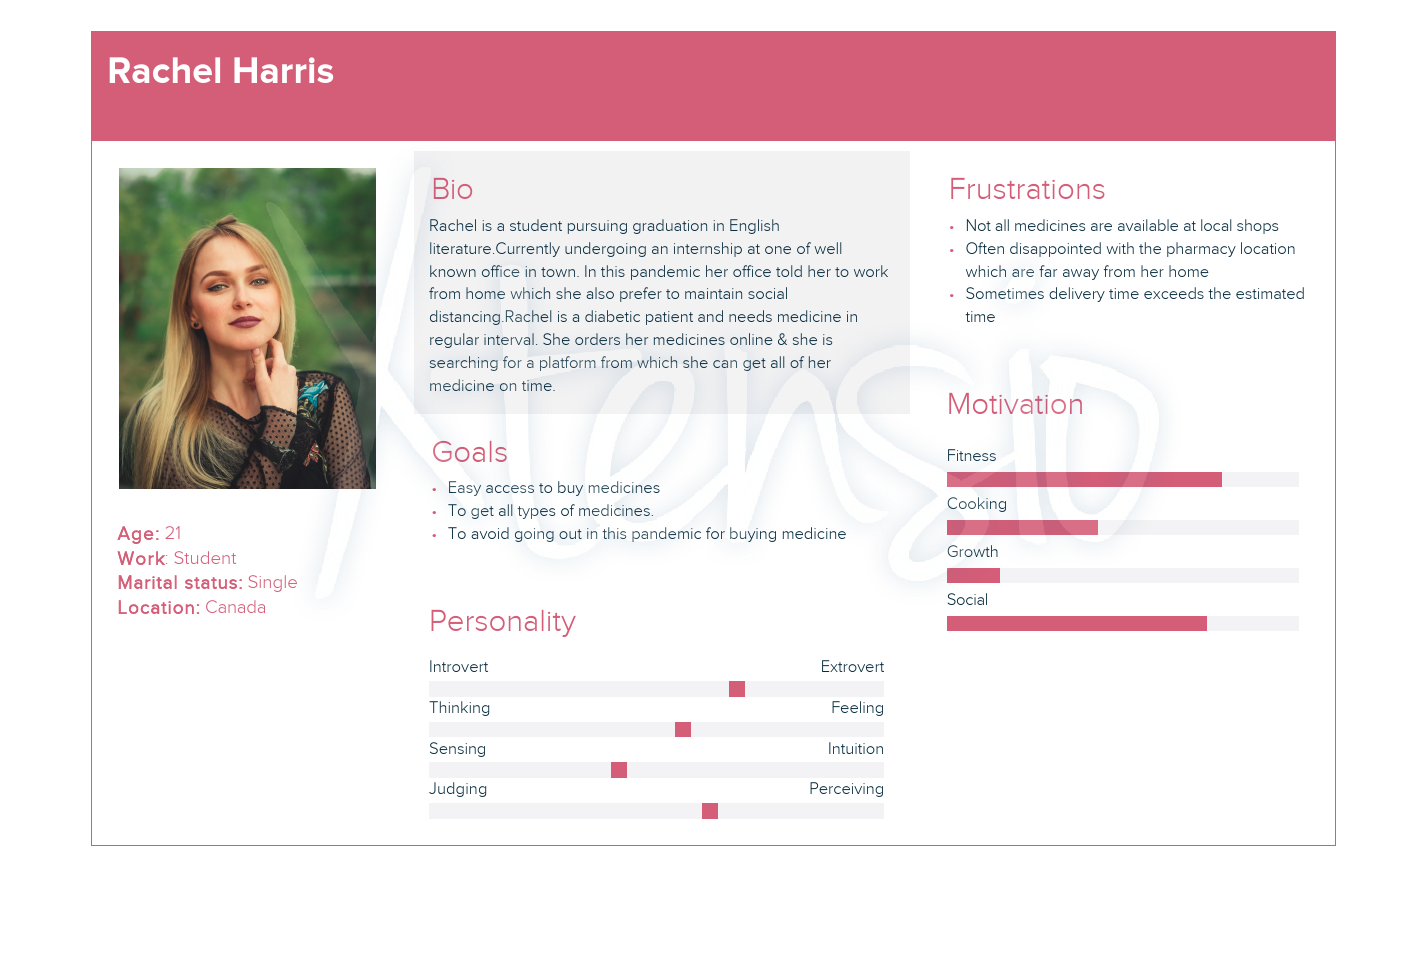 Rachel Harris
Age: 21
Work: Student
Marital status: Single
Location: Canada
Bio
Rachel is a student pursuing graduation in English
literature.Currently undergoing an internship at one of well
known office in town. In this pandemic her office told her to work
from home which she also prefer to maintain social
distancing.Rachel is a diabetic patient and needs medicine in
regular interval. She orders her medicines online & she is
searching for a platform from which she can get all of her
medicine on time.
Goals
• Easy access to buy medicines
• To get all types of medicines.
• To avoid going out in this pandemic for buying medicine
Personality
Introvert Extrovert
Thinking Feeling
Sensing Intuition
Judging Perceiving
Frustrations
• Not all medicines are available at local shops
• Often disappointed with the pharmacy location
which are far away from her home
• Sometimes delivery time exceeds the estimated
time
Motivation
Fitness
Cooking
Growth
Social
Xtensio